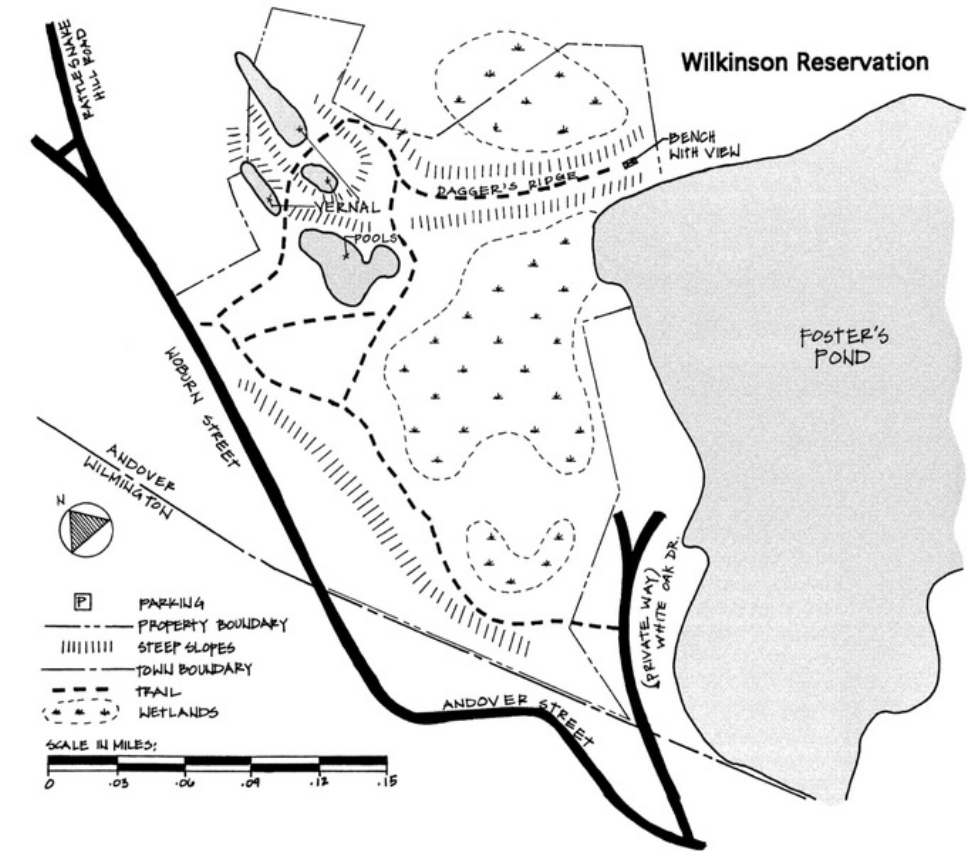 Wilkinson Reservation
RATTLESNAKE
HILL ROAD
BENCH
WITH VIEW
DAGGER'S RIDGE
VERNAL
POOLS
FOSTER'S
POND
WOBURN STREET
ANDOVER
WILMINGTON
N
(PRIVATE WAY)
WHITE OAK DR.
ANDOVER STREET
P PARKING
PROPERTY BOUNDARY
STEEP SLOPES
TOWN BOUNDARY
TRAIL
WETLANDS
SCALE IN MILES:
0 .03 .06 .09 .12 .15